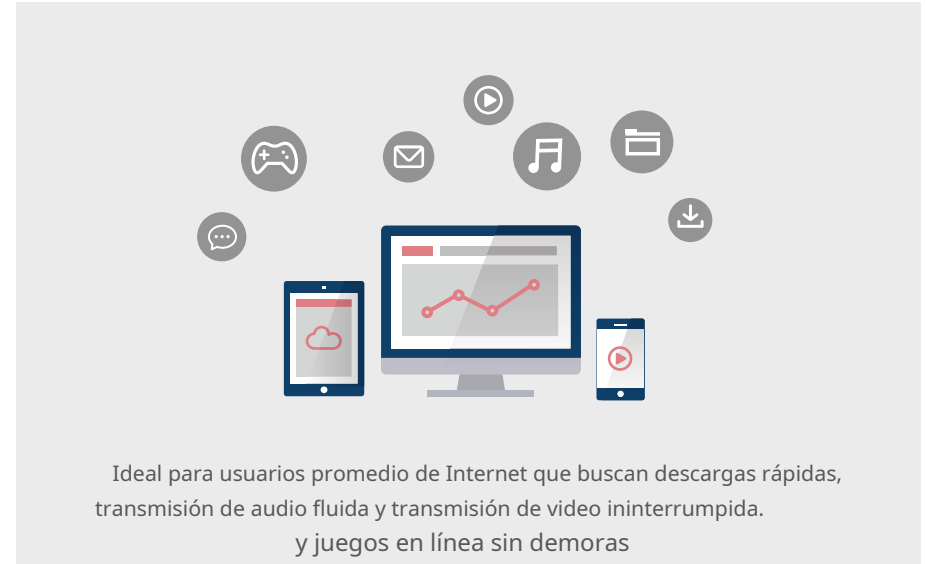 Ideal para usuarios promedio de Internet que buscan descargas rápidas,
transmisión de audio fluida y transmisión de video ininterrumpida.
y juegos en línea sin demoras